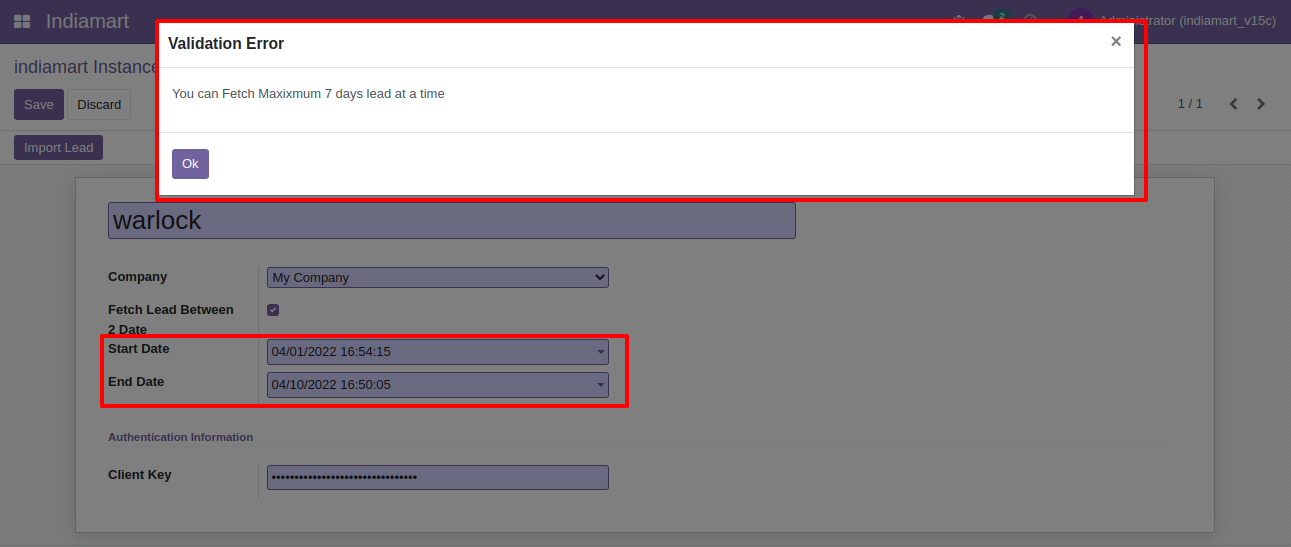 Indiamart
2
Administrator (indiamart_v15c)
Validation Error
×
indiamart Instance
You can Fetch Maxixmum 7 days lead at a time
Save Discard
1 / 1
Import Lead
Ok
warlock
Company
My Company
Fetch Lead Between
2 Date
Start Date
04/01/2022 16:54:15
End Date
04/10/2022 16:50:05
Authentication Information
Client Key